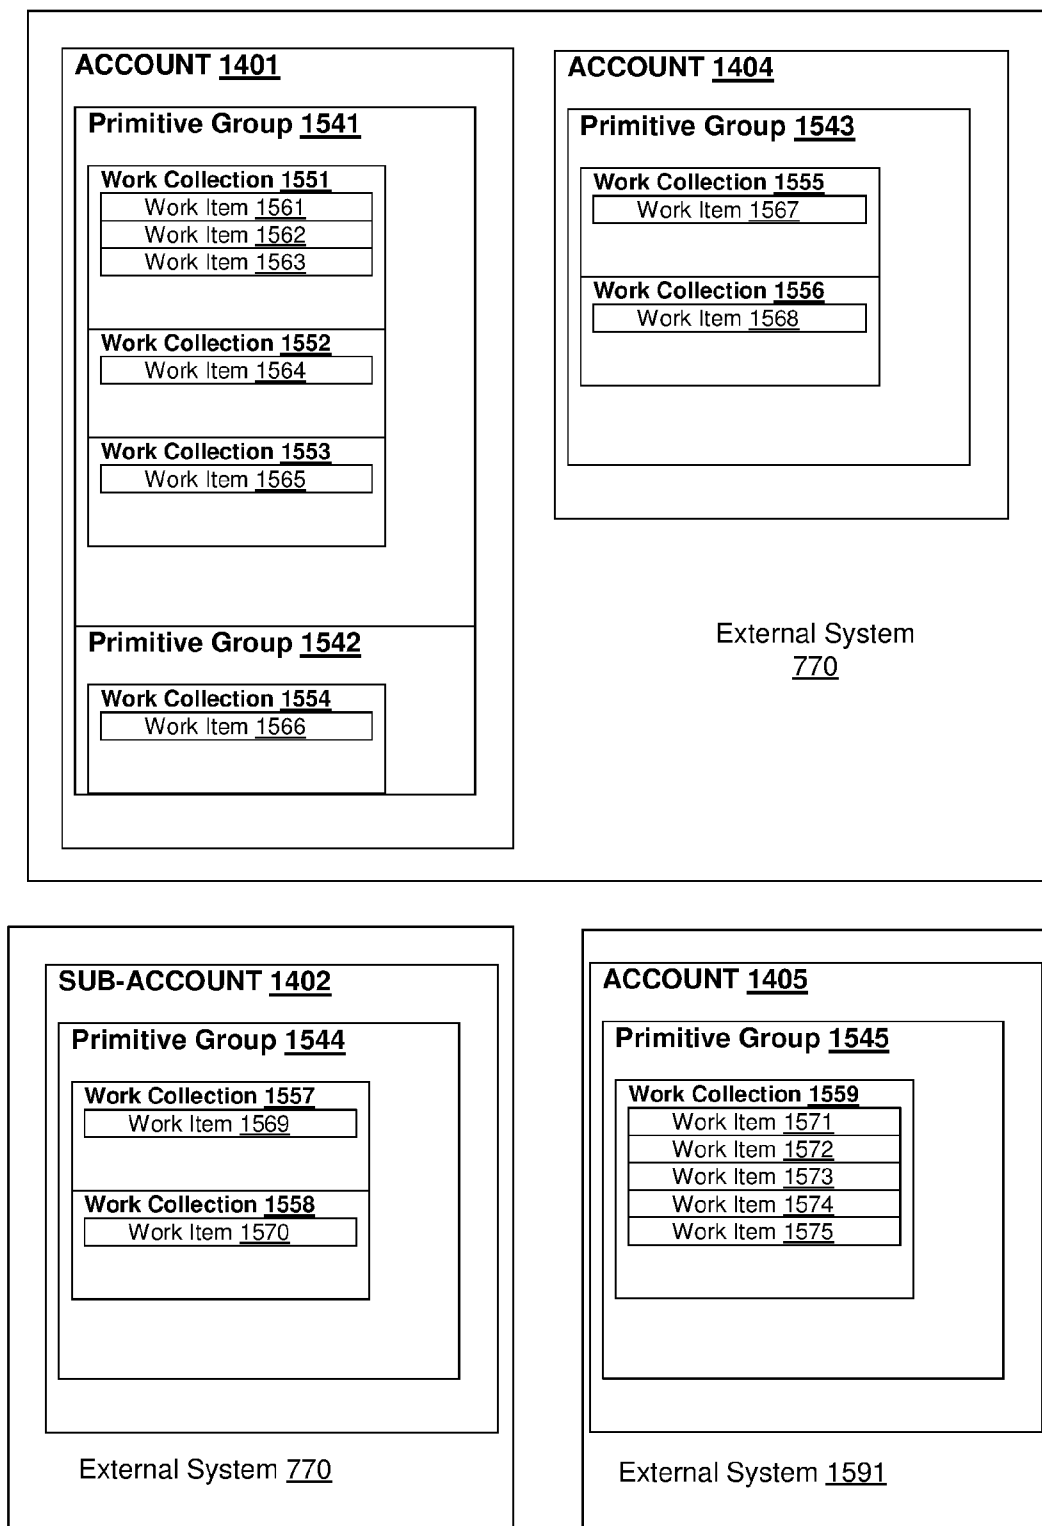 ACCOUNT 1401
Primitive Group 1541
Work Collection 1551
Work Item 1561
Work Item 1562
Work Item 1563
Work Collection 1552
Work Item 1564
Work Collection 1553
Work Item 1565
Primitive Group 1542
Work Collection 1554
Work Item 1566
ACCOUNT 1404
Primitive Group 1543
Work Collection 1555
Work Item 1567
Work Collection 1556
Work Item 1568
External System
770
SUB-ACCOUNT 1402
Primitive Group 1544
Work Collection 1557
Work Item 1569
Work Collection 1558
Work Item 1570
External System 770
ACCOUNT 1405
Primitive Group 1545
Work Collection 1559
Work Item 1571
Work Item 1572
Work Item 1573
Work Item 1574
Work Item 1575
External System 1591